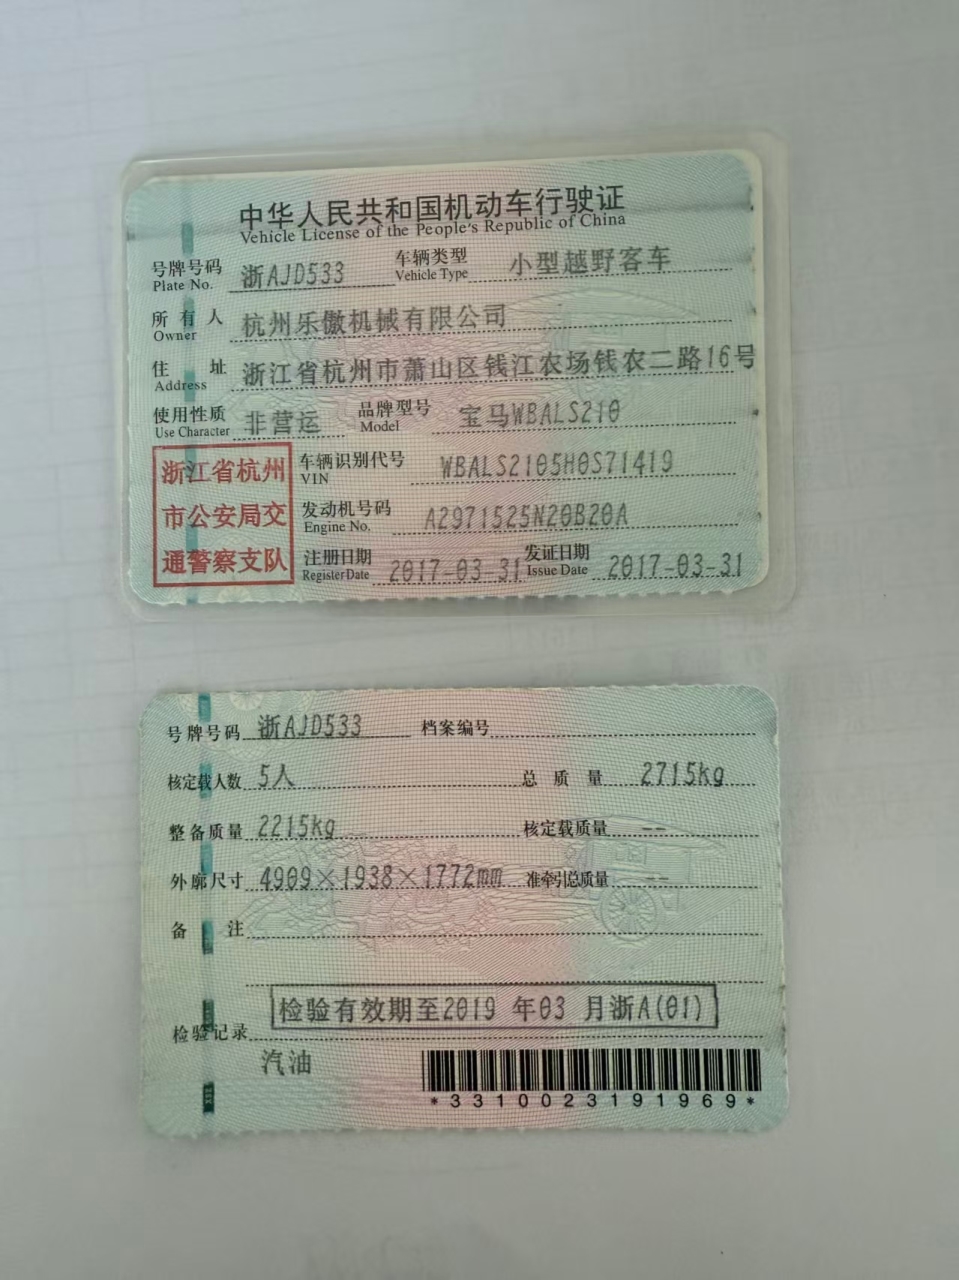 中华人民共和国机动车行驶证
Vehicle License of the People's Republic of China
号牌号码 浙AJD533 车辆类型 小型越野客车
Plate No. Vehicle Type
所有人 杭州乐傲机械有限公司
Owner
住址 浙江省杭州市萧山区钱江农场钱农二路16号
Address
使用性质 非营运 品牌型号 宝马WBALS210
Use Character Model
浙江省杭州 车辆识别代号 WBALS2105H0S71419
VIN
市公安局交 发动机号码 A2971525N20B20A
Engine No.
通警察支队 注册日期 2017-03-31 发证日期 2017-03-31
Register Date Issue Date
号牌号码 浙AJD533 档案编号
核定载人数 5人 总质量 2715kg
整备质量 2215kg 核定载质量 --
外廓尺寸 4909×1938×1772mm 准牵引总质量 --
备注
检验有效期至2019 年03 月浙A(01)
检验记录
汽油
*3310023191969*